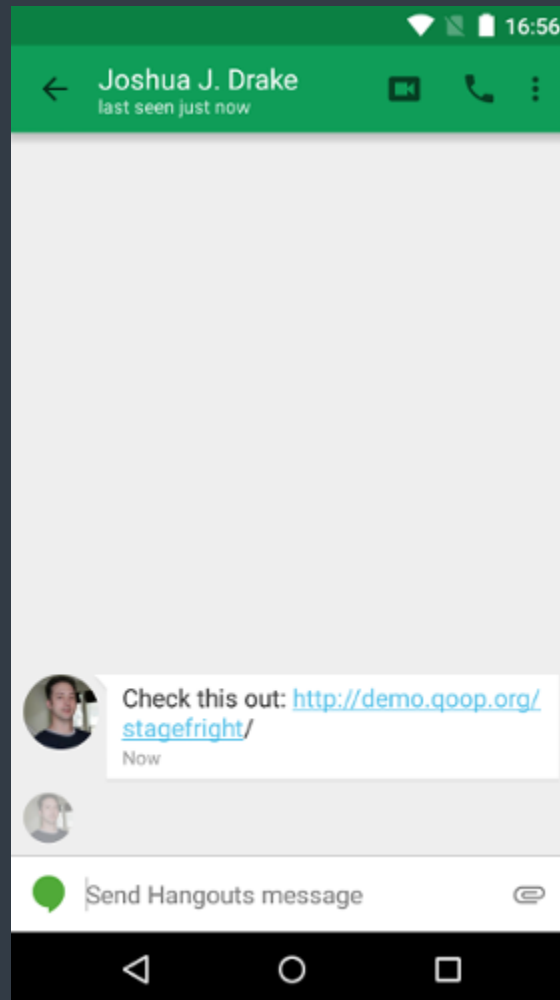 16:56
Joshua J. Drake
last seen just now
Check this out: http://demo.qoop.org/
stagefright/
Now
Send Hangouts message